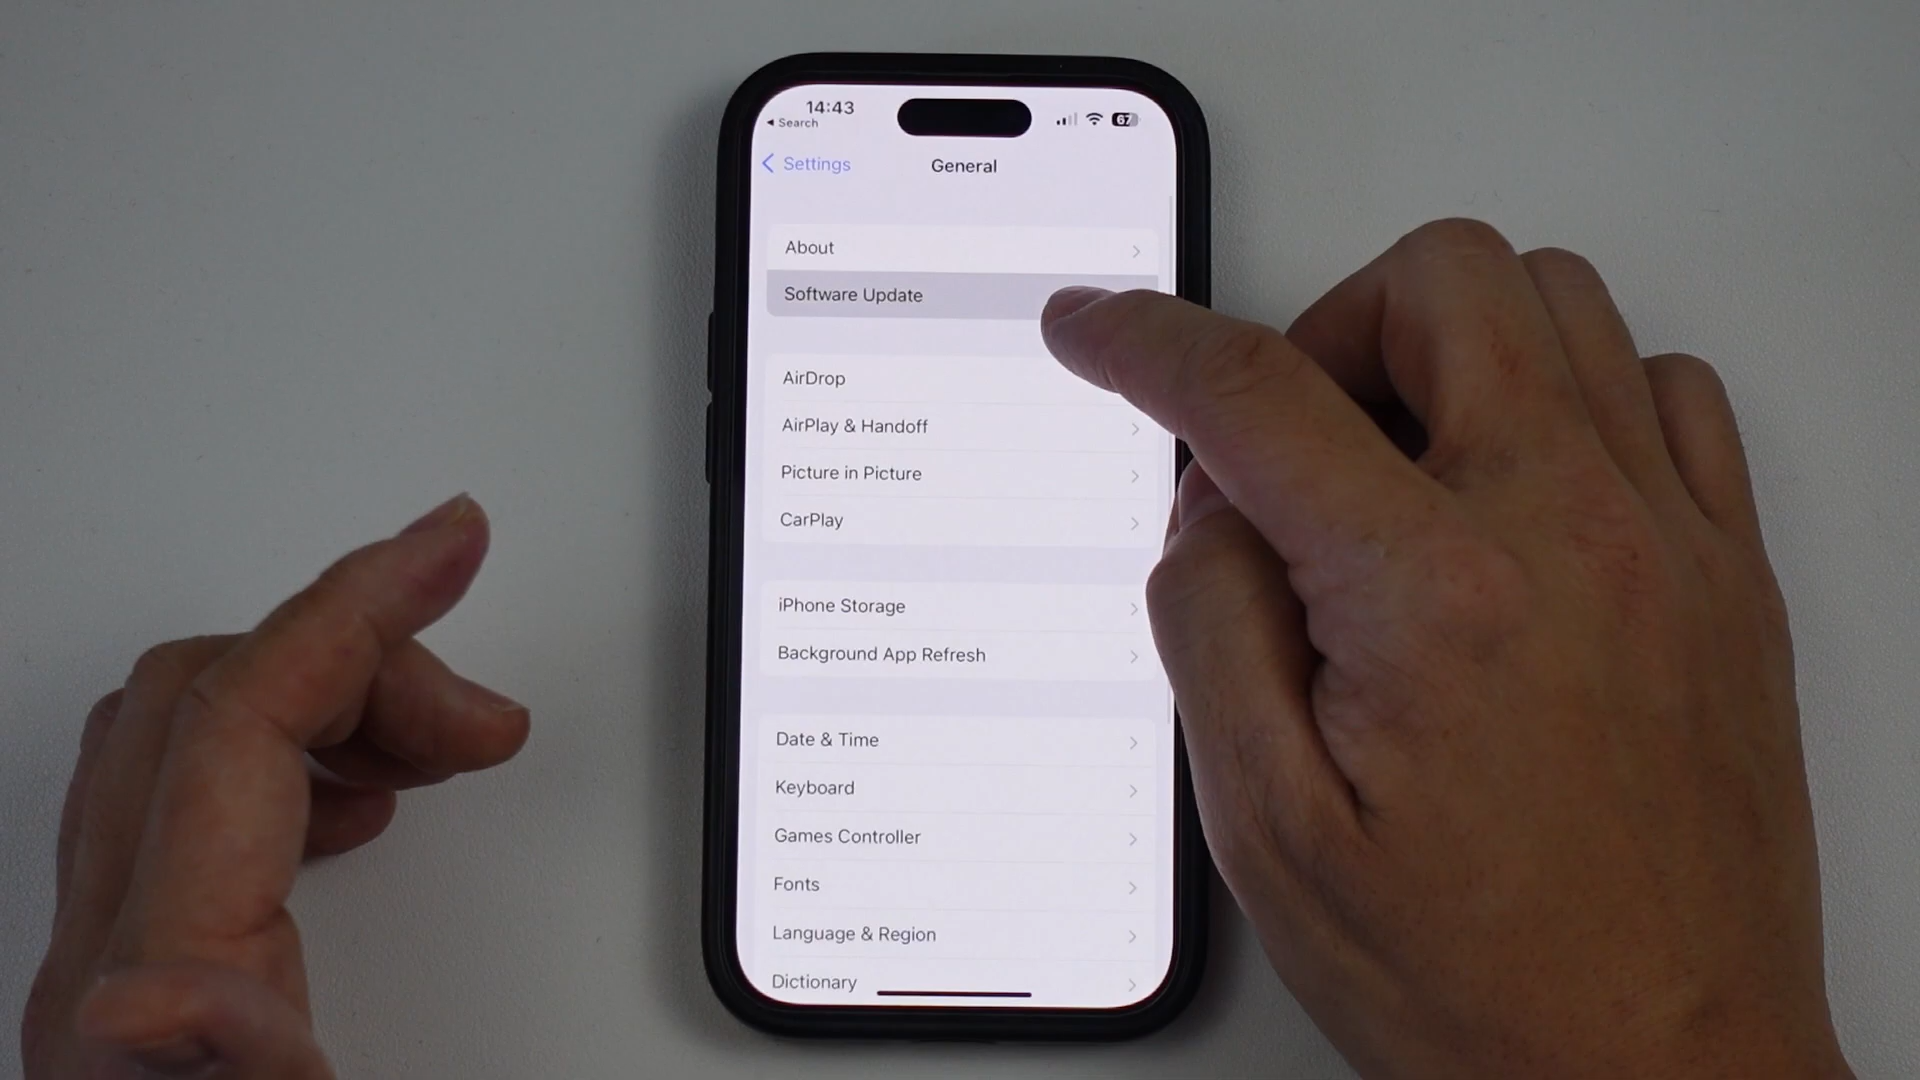 14:43
Search
67
Settings
General
About
Software Update
AirDrop
AirPlay & Handoff
Picture in Picture
CarPlay
iPhone Storage
Background App Refresh
Date & Time
Keyboard
Games Controller
Fonts
Language & Region
Dictionary